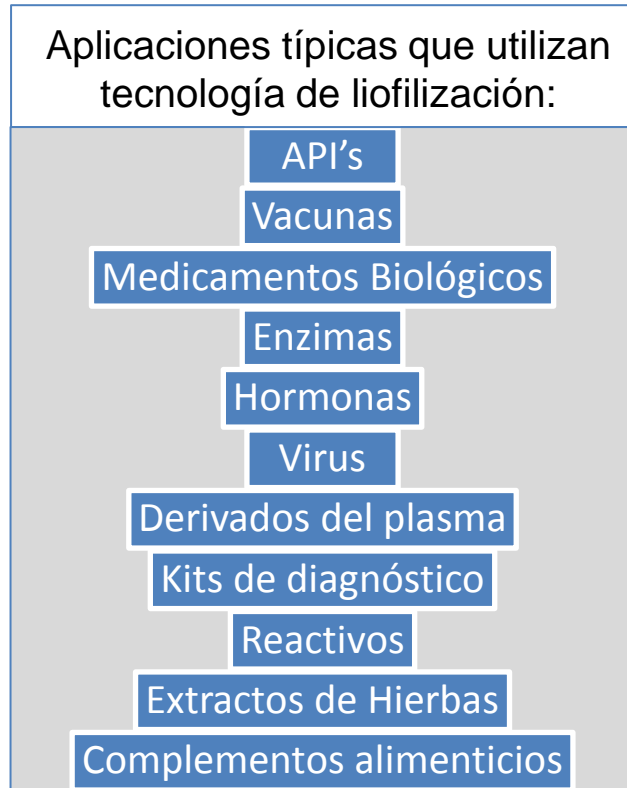 Aplicaciones típicas que utilizan
tecnología de liofilización:
API’s
Vacunas
Medicamentos Biológicos
Enzimas
Hormonas
Virus
Derivados del plasma
Kits de diagnóstico
Reactivos
Extractos de Hierbas
Complementos alimenticios